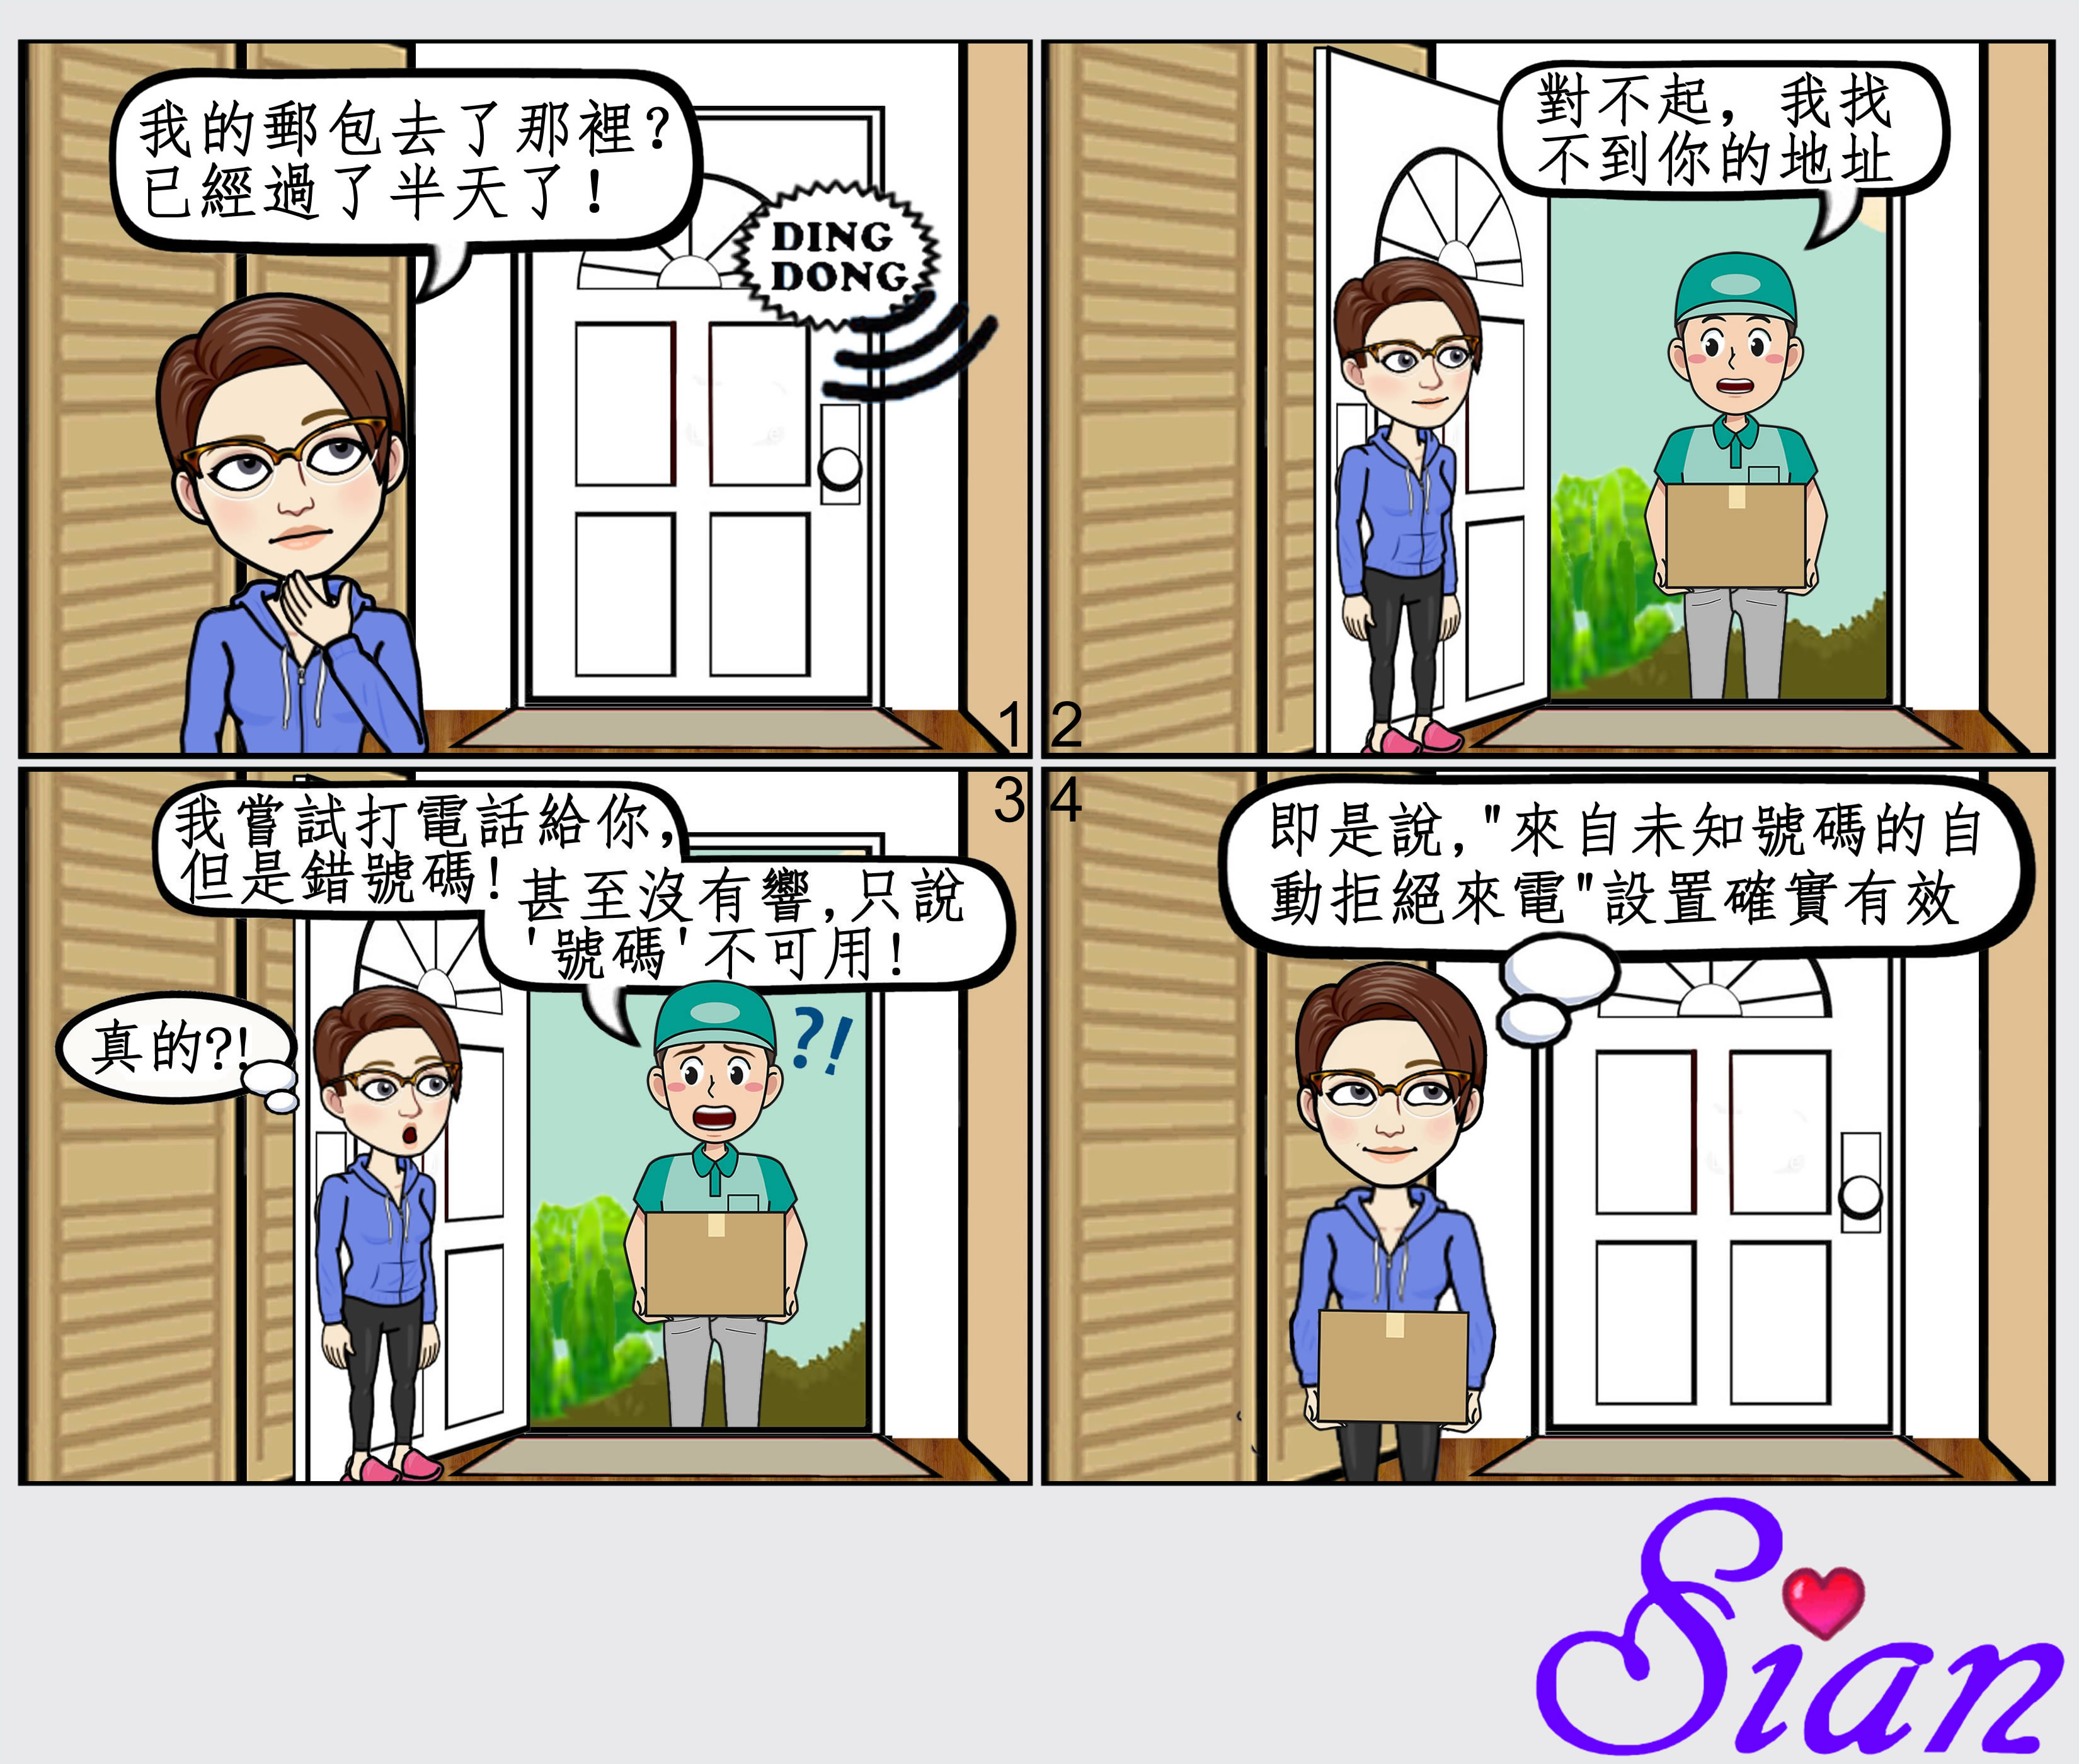 我的郵包去了那裡?
已經過了半天了!
DING
DONG
1
2
對不起, 我找
不到你的地址
3
我嘗試打電話給你,
但是錯號碼!
甚至沒有響,只說
'號碼'不可用!
真的?!
?!
4
即是說,"來自未知號碼的自
動拒絕來電"設置確實有效
Sian